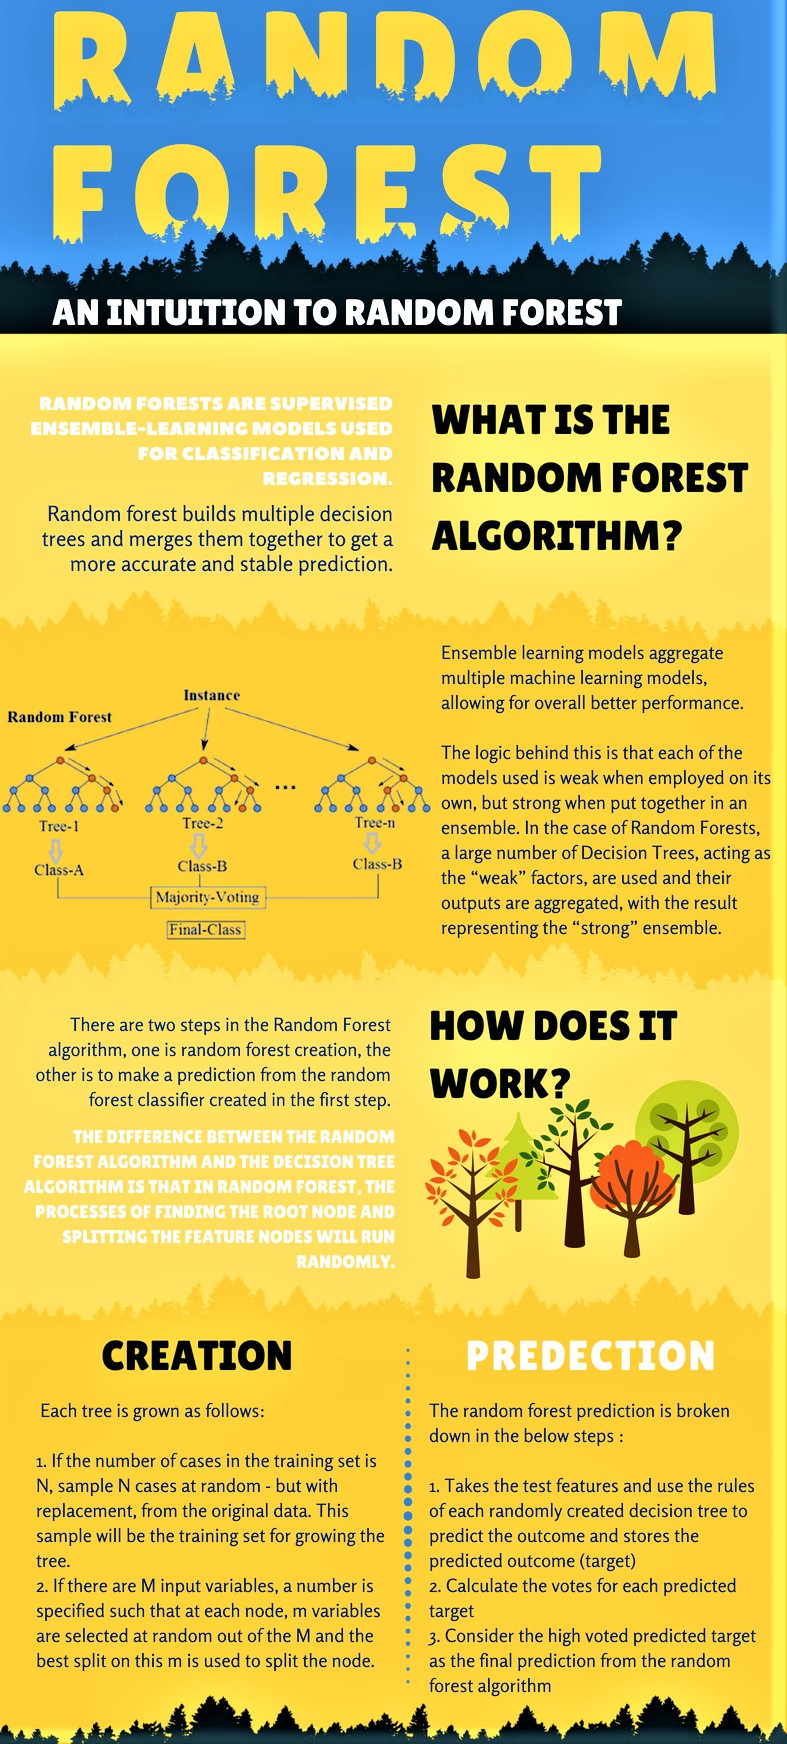 RANDOM
FOREST
AN INTUITION TO RANDOM FOREST
RANDOM FORESTS ARE SUPERVISED
ENSEMBLE-LEARNING MODELS USED
FOR CLASSIFICATION AND
REGRESSION.
Random forest builds multiple decision
trees and merges them together to get a
more accurate and stable prediction.
WHAT IS THE
RANDOM FOREST
ALGORITHM?
Instance
Random Forest
...
Tree-1
Tree-2
Tree-n
Class-A
Class-B
Class-B
Majority-Voting
Final-Class
Ensemble learning models aggregate
multiple machine learning models,
allowing for overall better performance.
The logic behind this is that each of the
models used is weak when employed on its
own, but strong when put together in an
ensemble. In the case of Random Forests,
a large number of Decision Trees, acting as
the “weak” factors, are used and their
outputs are aggregated, with the result
representing the “strong” ensemble.
There are two steps in the Random Forest
algorithm, one is random forest creation, the
other is to make a prediction from the random
forest classifier created in the first step.
THE DIFFERENCE BETWEEN THE RANDOM
FOREST ALGORITHM AND THE DECISION TREE
ALGORITHM IS THAT IN RANDOM FOREST, THE
PROCESSES OF FINDING THE ROOT NODE AND
SPLITTING THE FEATURE NODES WILL RUN
RANDOMLY.
HOW DOES IT
WORK?
CREATION
Each tree is grown as follows:
1. If the number of cases in the training set is
N, sample N cases at random - but with
replacement, from the original data. This
sample will be the training set for growing the
tree.
2. If there are M input variables, a number is
specified such that at each node, m variables
are selected at random out of the M and the
best split on this m is used to split the node.
PREDECTION
The random forest prediction is broken
down in the below steps :
1. Takes the test features and use the rules
of each randomly created decision tree to
predict the outcome and stores the
predicted outcome (target)
2. Calculate the votes for each predicted
target
3. Consider the high voted predicted target
as the final prediction from the random
forest algorithm